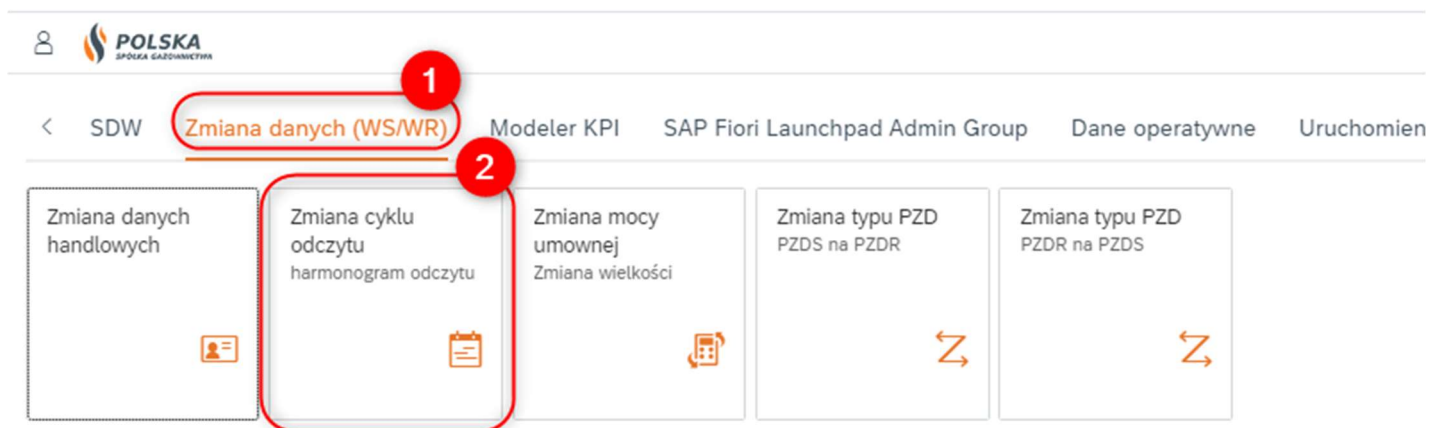 POLSKA
SPÓŁKA GAZOWNICTWA
1
SDW Zmiana danych (WS/WR) Modeler KPI SAP Fiori Launchpad Admin Group Dane operatywne Uruchomien
2
Zmiana danych
handlowych
Zmiana cyklu
odczytu
harmonogram odczytu
Zmiana mocy
umownej
Zmiana wielkości
Zmiana typu PZD
PZDS na PZDR
Zmiana typu PZD
PZDR na PZDS